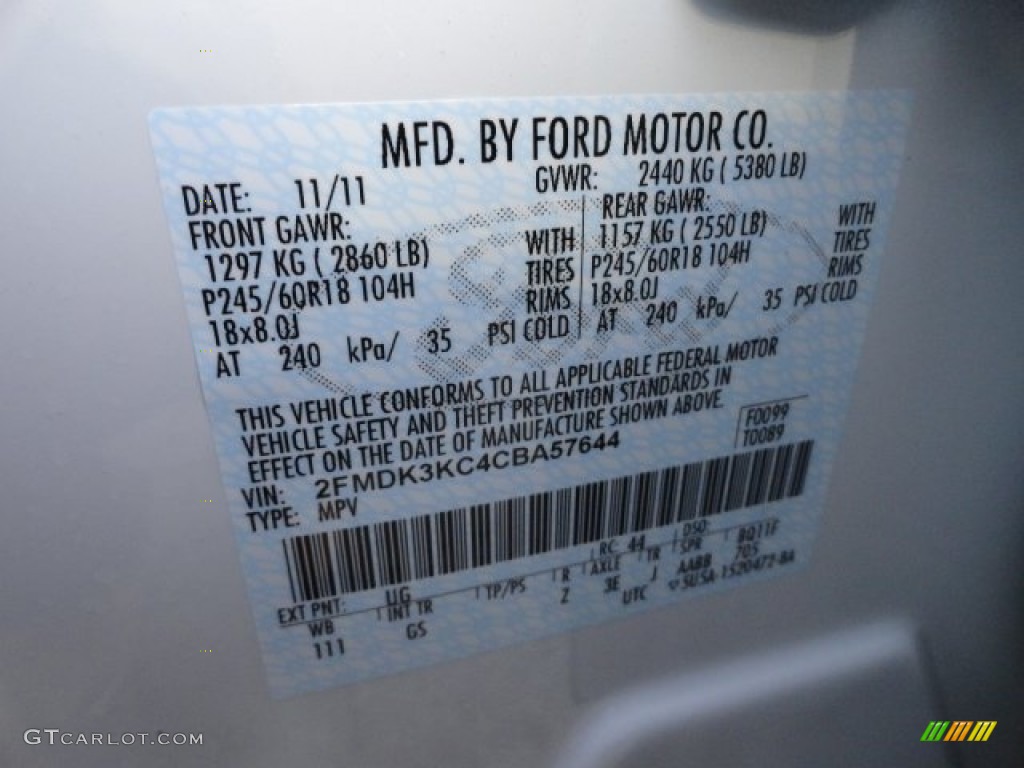 MFD. BY FORD MOTOR CO.
DATE: 11/11 GVWR: 2440 KG ( 5380 LB)
FRONT GAWR: REAR GAWR:
1297 KG ( 2860 LB) WITH 1157 KG ( 2550 LB) WITH
P245/60R18 104H TIRES P245/60R18 104H TIRES
18x8.0J RIMS 18x8.0J RIMS
AT 240 kPa/ 35 PSI COLD AT 240 kPa/ 35 PSI COLD
THIS VEHICLE CONFORMS TO ALL APPLICABLE FEDERAL MOTOR
VEHICLE SAFETY AND THEFT PREVENTION STANDARDS IN
EFFECT ON THE DATE OF MANUFACTURE SHOWN ABOVE.
F0099
T0089
VIN: 2FMDK3KC4CBA57644
TYPE: MPV
EXT PNT: UG RC: 44 DSO:
WB INT TR TP/PS R AXLE TR SPR BQ11F
111 GS 2 3E J AABB 705
UTC SUSA-1520472-BA
GTCARLOT.COM